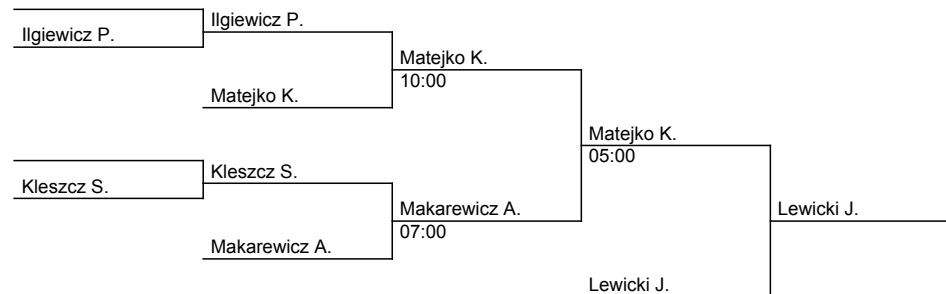 Ilgiewicz P.
Ilgiewicz P.
Matejko K.
10:00
Matejko K.
Matejko K.
05:00
Kleszcz S.
Kleszcz S.
Makarewicz A.
07:00
Lewicki J.
Makarewicz A.
Lewicki J.